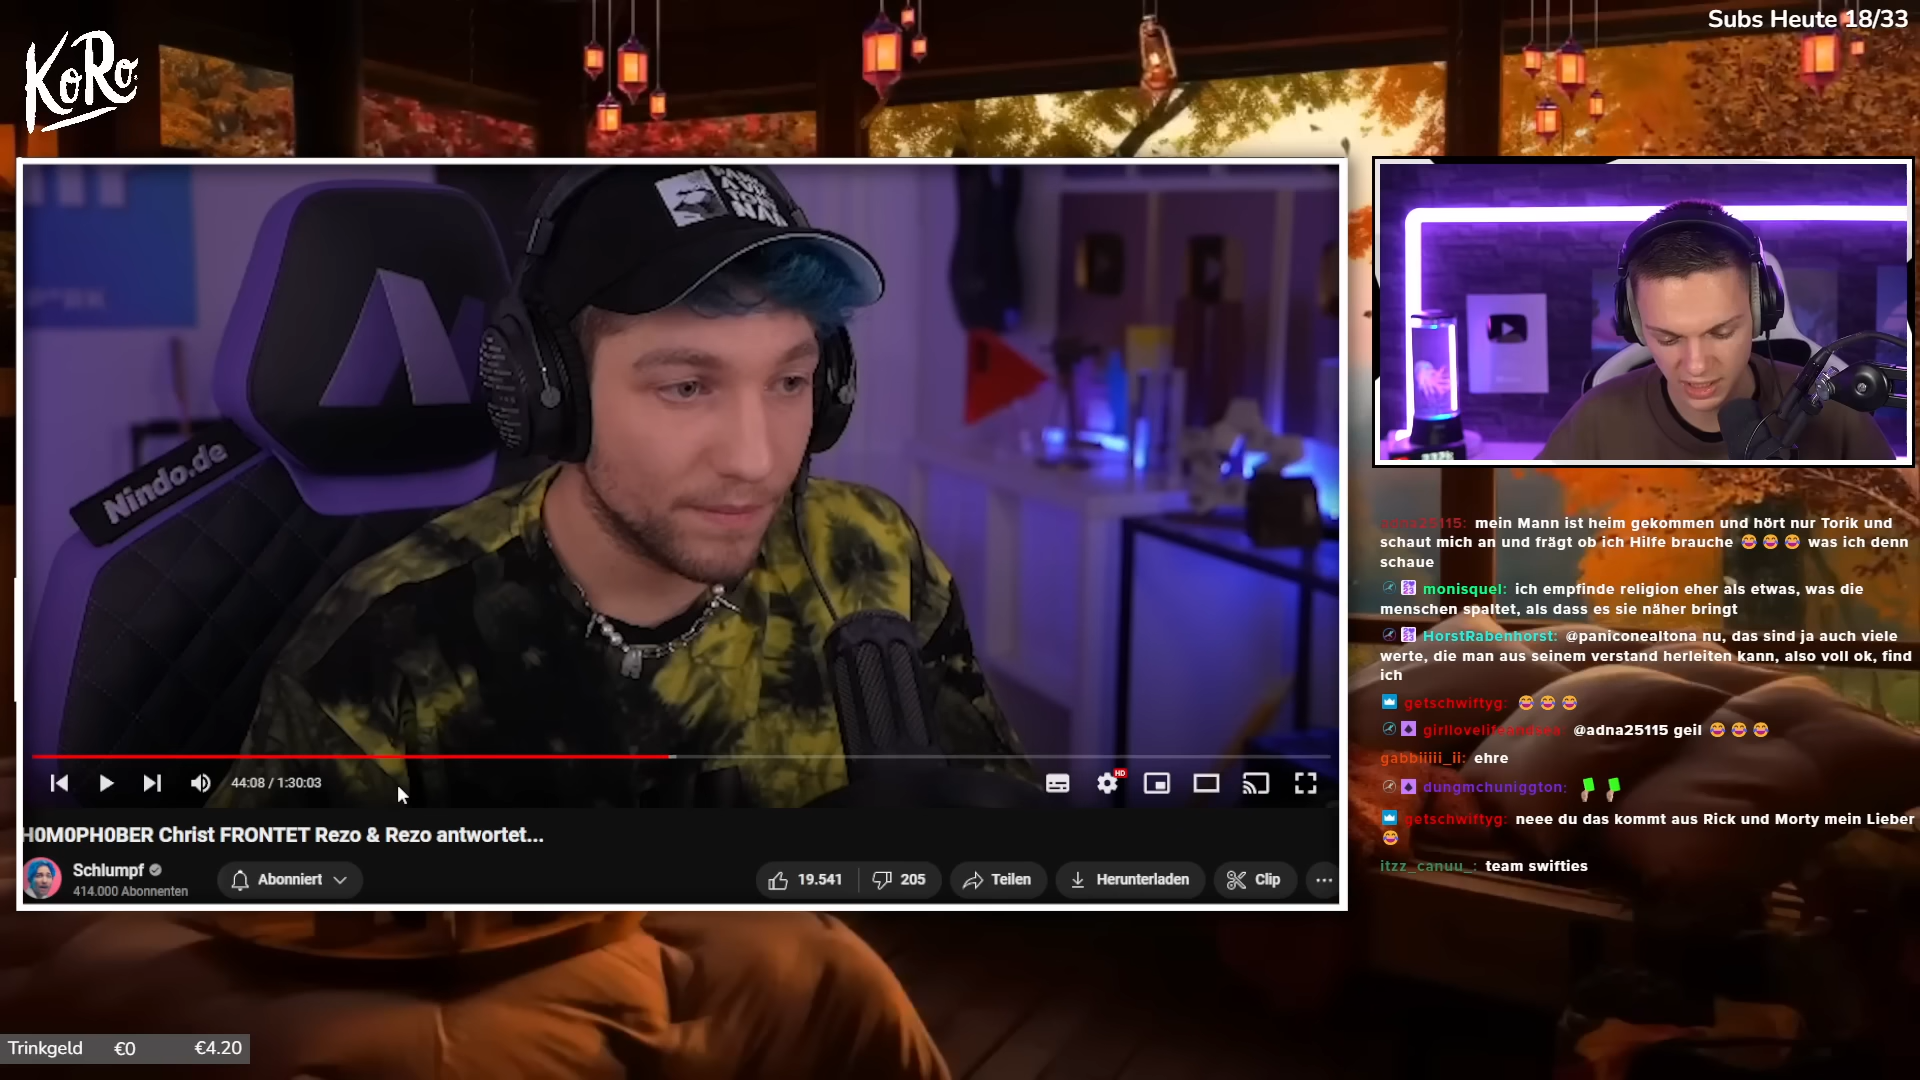 Subs Heute 18/33
KoRo
Nindo.de
44:08 / 1:30:03
HD
H0M0PH0BER Christ FRONTET Rezo & Rezo antwortet...
Schlumpf
414.000 Abonnenten
Abonniert
19.541
205
Teilen
Herunterladen
Clip
adna25115: mein Mann ist heim gekommen und hört nur Torik und
schaut mich an und frägt ob ich Hilfe brauche 😂 😂 😂 was ich denn
schaue
monisquel: ich empfinde religion eher als etwas, was die
menschen spaltet, als dass es sie näher bringt
HorstRabenhorst: @paniconealtona nu, das sind ja auch viele
werte, die man aus seinem verstand herleiten kann, also voll ok, find
ich
getschwiftyg: 😂 😂 😂
@adna25115 geil 😂 😂 😂
gabbiiiii_ii: ehre
dungmchuniggton:
getschwiftyg: neee du das kommt aus Rick und Morty mein Lieber
😂
itzz_canuu_: team swifties
Trinkgeld €0 €4.20